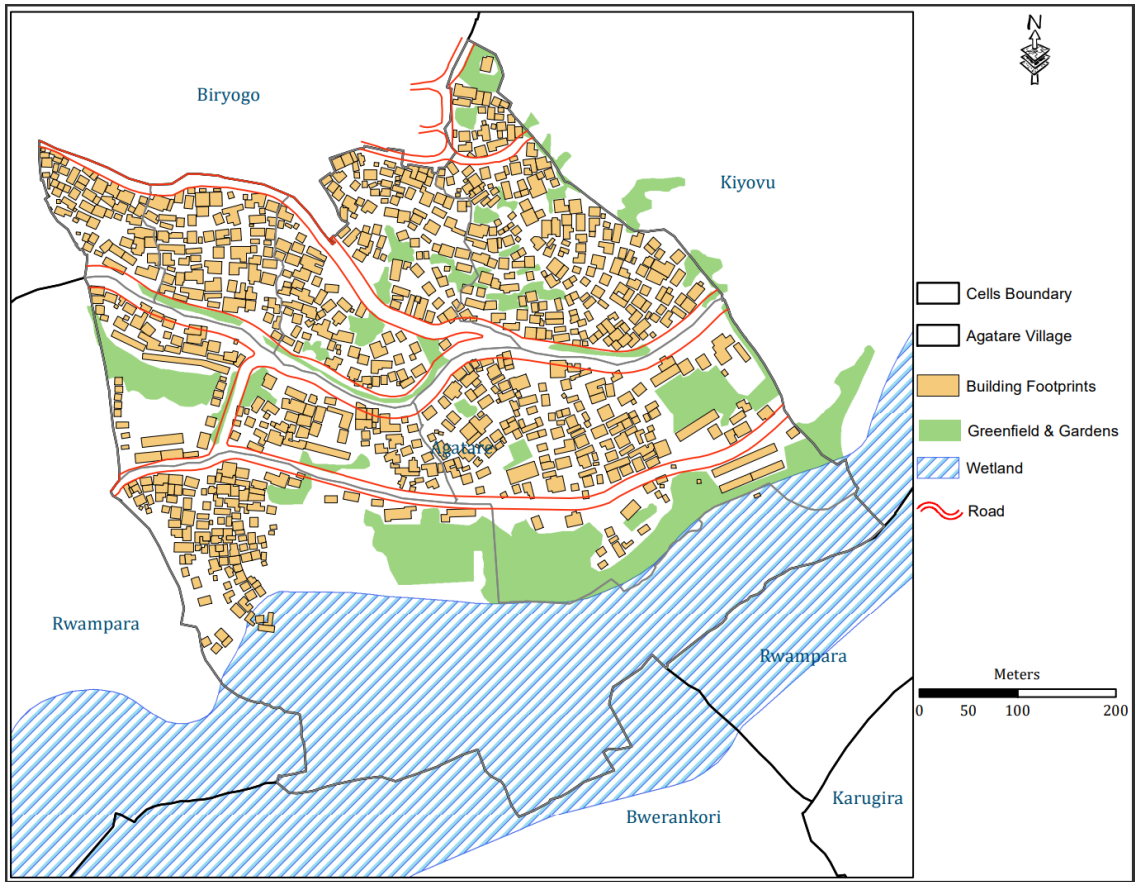 N
Biryogo
Kiyovu
Cells Boundary
Agatare Village
Building Footprints
Greenfield & Gardens
Agatare
Wetland
Road
Rwampara
Rwampara
Meters
0 50 100 200
Karugira
Bwerankori